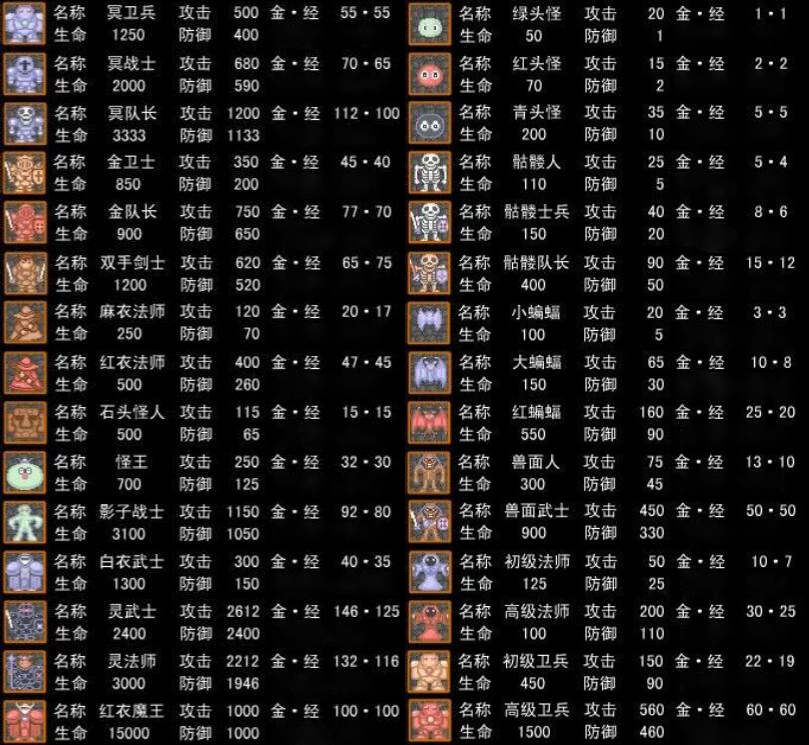 名称 冥卫兵 攻击 500 金·经 55·55
生命 1250 防御 400
名称 冥战士 攻击 680 金·经 70·65
生命 2000 防御 590
名称 冥队长 攻击 1200 金·经 112·100
生命 3333 防御 1133
名称 金卫士 攻击 350 金·经 45·40
生命 850 防御 200
名称 金队长 攻击 750 金·经 77·70
生命 900 防御 650
名称 双手剑士 攻击 620 金·经 65·75
生命 1200 防御 520
名称 麻衣法师 攻击 120 金·经 20·17
生命 250 防御 70
名称 红衣法师 攻击 400 金·经 47·45
生命 500 防御 260
名称 石头怪人 攻击 115 金·经 15·15
生命 500 防御 65
名称 怪王 攻击 250 金·经 32·30
生命 700 防御 125
名称 影子战士 攻击 1150 金·经 92·80
生命 3100 防御 1050
名称 白衣武士 攻击 300 金·经 40·35
生命 1300 防御 150
名称 灵武士 攻击 2612 金·经 146·125
生命 2400 防御 2400
名称 灵法师 攻击 2212 金·经 132·116
生命 3000 防御 1946
名称 红衣魔王 攻击 1000 金·经 100·100
生命 15000 防御 1000
名称 绿头怪 攻击 20 金·经 1·1
生命 50 防御 1
名称 红头怪 攻击 15 金·经 2·2
生命 70 防御 2
名称 青头怪 攻击 35 金·经 5·5
生命 200 防御 10
名称 骷髅人 攻击 25 金·经 5·4
生命 110 防御 5
名称 骷髅士兵 攻击 40 金·经 8·6
生命 150 防御 20
名称 骷髅队长 攻击 90 金·经 15·12
生命 400 防御 50
名称 小蝙蝠 攻击 20 金·经 3·3
生命 100 防御 5
名称 大蝙蝠 攻击 65 金·经 10·8
生命 150 防御 30
名称 红蝙蝠 攻击 160 金·经 25·20
生命 550 防御 90
名称 兽面人 攻击 75 金·经 13·10
生命 300 防御 45
名称 兽面武士 攻击 450 金·经 50·50
生命 900 防御 330
名称 初级法师 攻击 50 金·经 10·7
生命 125 防御 25
名称 高级法师 攻击 200 金·经 30·25
生命 100 防御 110
名称 初级卫兵 攻击 150 金·经 22·19
生命 450 防御 90
名称 高级卫兵 攻击 560 金·经 60·60
生命 1500 防御 460